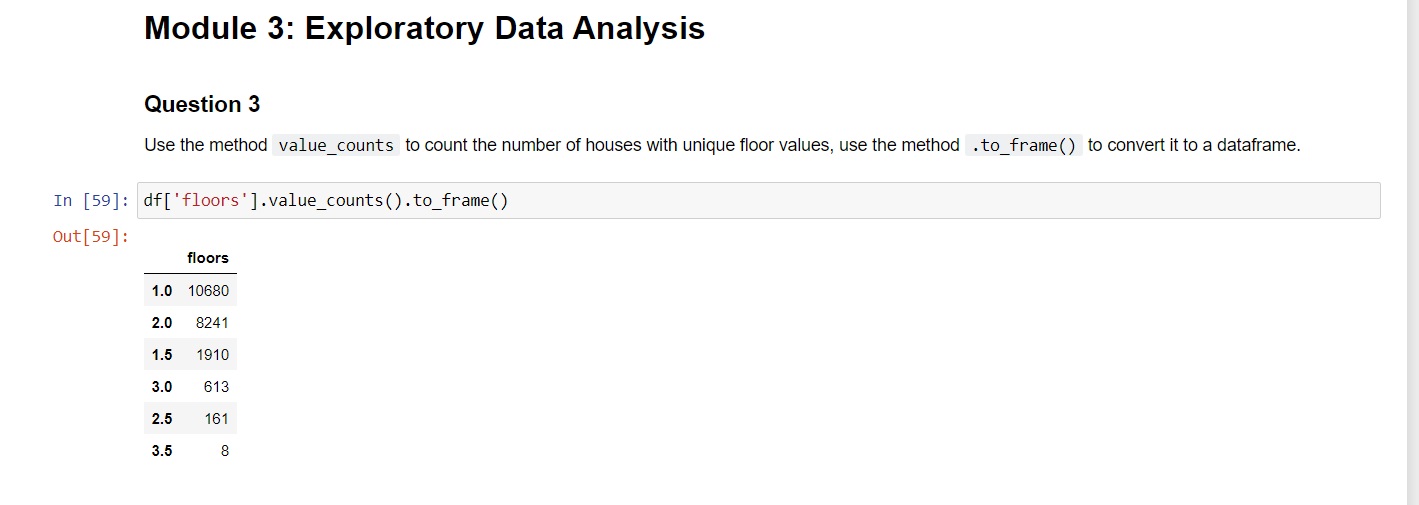 Module 3: Exploratory Data Analysis
Question 3
Use the method value_counts to count the number of houses with unique floor values, use the method .to_frame() to convert it to a dataframe.
In [59]: df['floors'].value_counts().to_frame()
Out[59]:
floors
1.0 10680
2.0 8241
1.5 1910
3.0 613
2.5 161
3.5 8